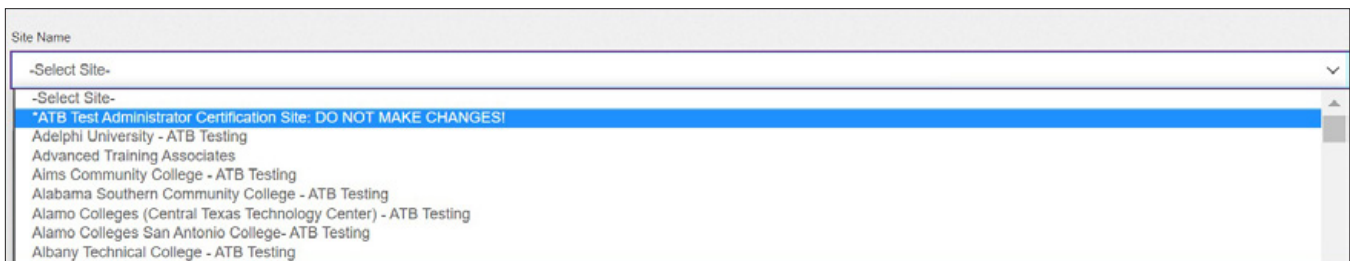 Site Name
-Select Site-
-Select Site-
*ATB Test Administrator Certification Site: DO NOT MAKE CHANGES!
Adelphi University - ATB Testing
Advanced Training Associates
Aims Community College - ATB Testing
Alabama Southern Community College - ATB Testing
Alamo Colleges (Central Texas Technology Center) - ATB Testing
Alamo Colleges San Antonio College- ATB Testing
Albany Technical College - ATB Testing